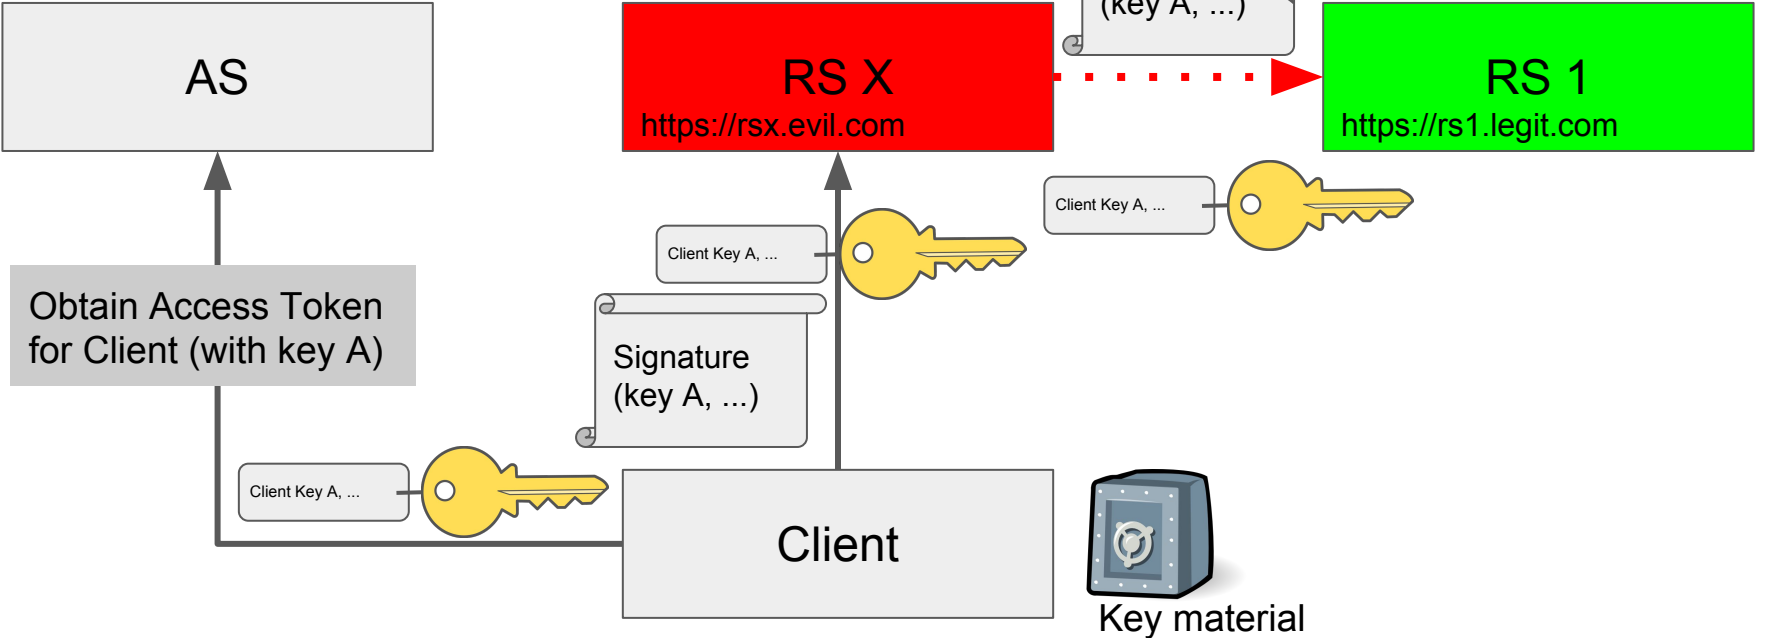 (key A, ...)
AS
RS X
https://rsx.evil.com
RS 1
https://rs1.legit.com
Client Key A, ...
Client Key A, ...
Obtain Access Token
for Client (with key A)
Signature
(key A, ...)
Client Key A, ...
Client
Key material